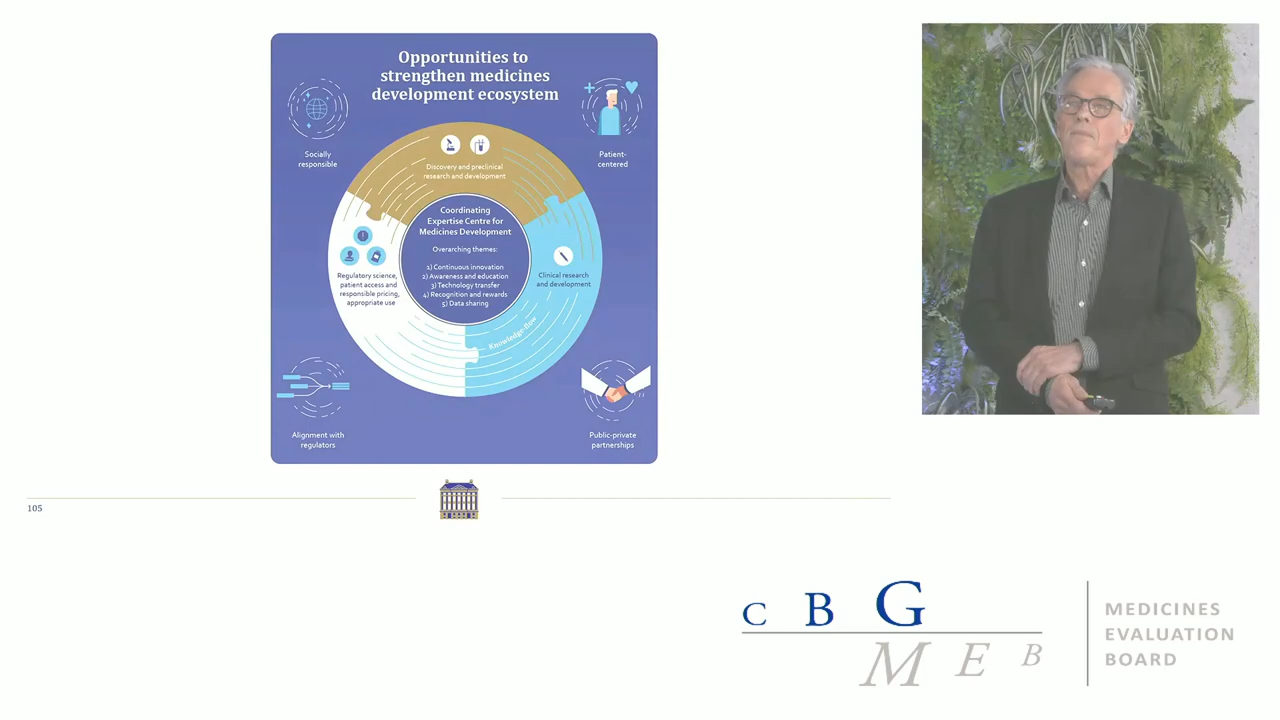 Opportunities to
strengthen medicines
development ecosystem
Socially
responsible
Patient-
centered
Discovery and preclinical
research and development
Coordinating
Expertise Centre for
Medicines Development
Overarching themes:
1) Continuous innovation
2) Awareness and education
3) Technology transfer
4) Recognition and rewards
5) Data sharing
Regulatory science,
patient access and
responsible pricing,
appropriate use
Clinical research
and development
Knowledge-flow
Alignment with
regulators
Public-private
partnerships
105
C B G
M E B
MEDICINES
EVALUATION
BOARD